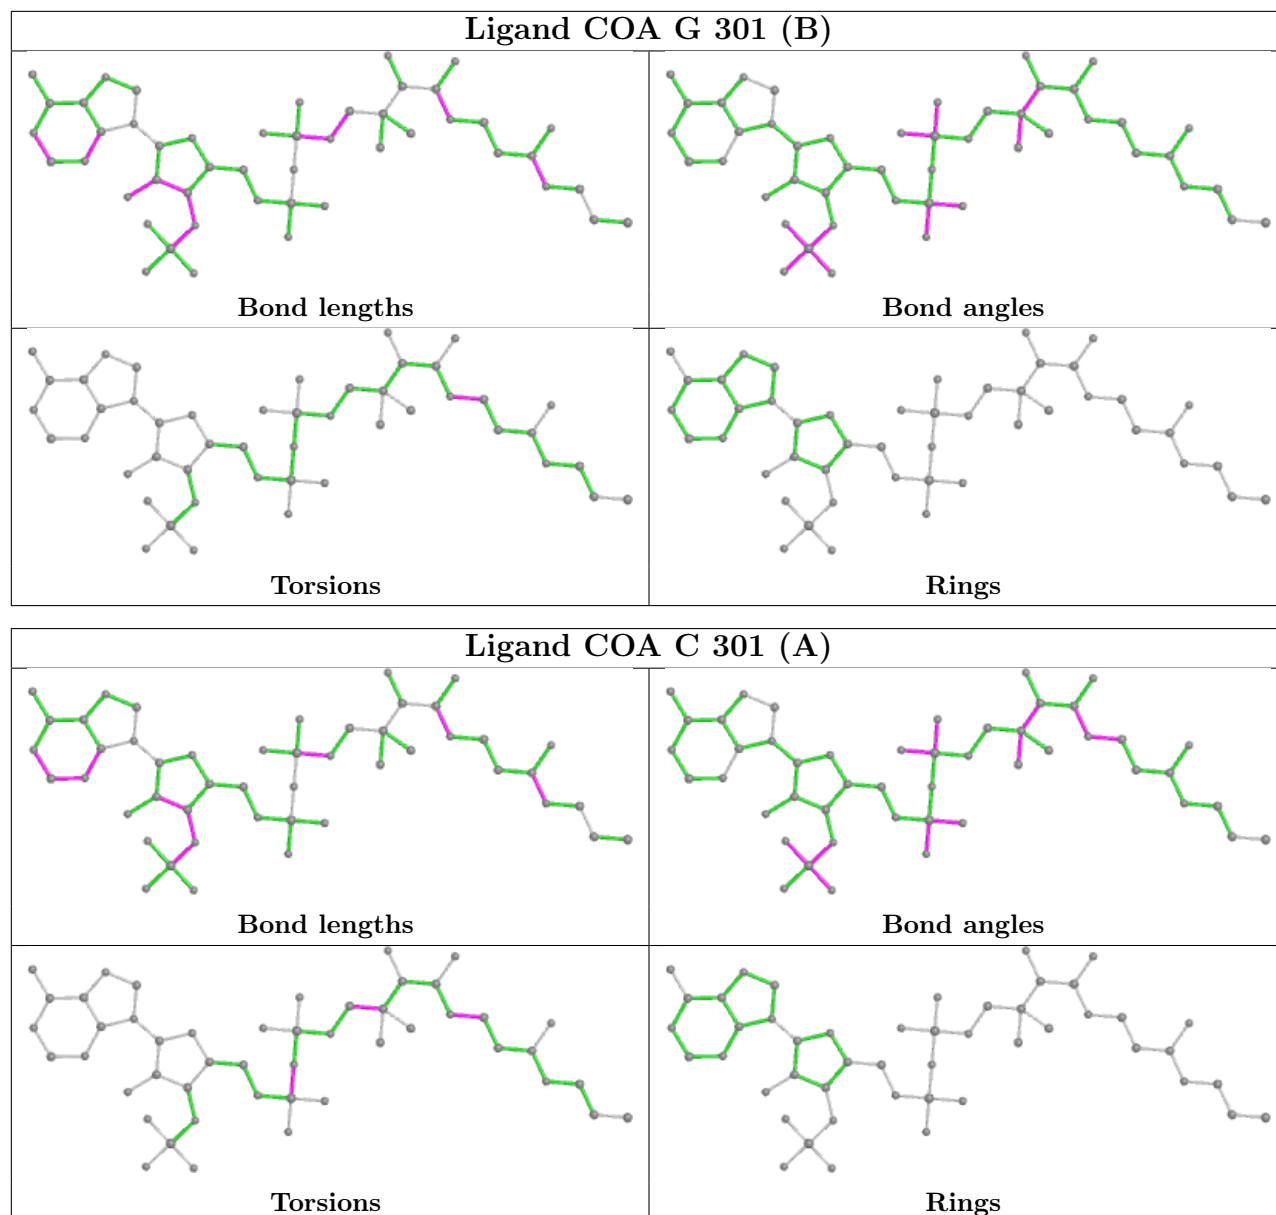 Ligand COA G 301 (B)
Bond lengths
Bond angles
Torsions
Rings
Ligand COA C 301 (A)
Bond lengths
Bond angles
Torsions
Rings